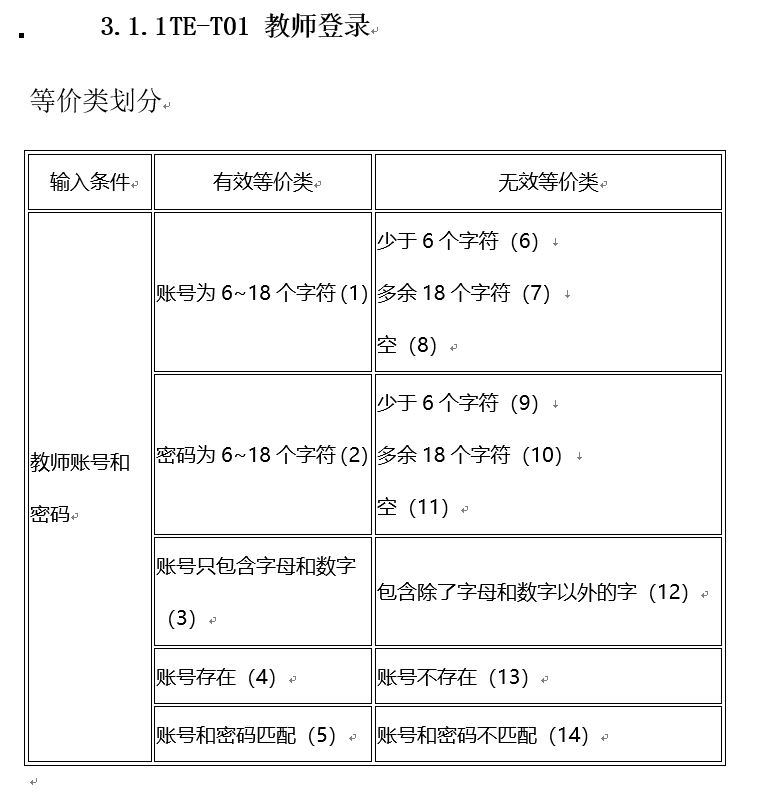 3.1.1TE-T01 教师登录
等价类划分
输入条件
有效等价类
无效等价类
教师账号和
密码
账号为 6~18 个字符(1)
少于 6 个字符（6）
多余 18 个字符（7）
空（8）
密码为 6~18 个字符(2)
少于 6 个字符（9）
多余 18 个字符（10）
空（11）
账号只包含字母和数字
（3）
包含除了字母和数字以外的字（12）
账号存在（4）
账号不存在（13）
账号和密码匹配（5）
账号和密码不匹配（14）